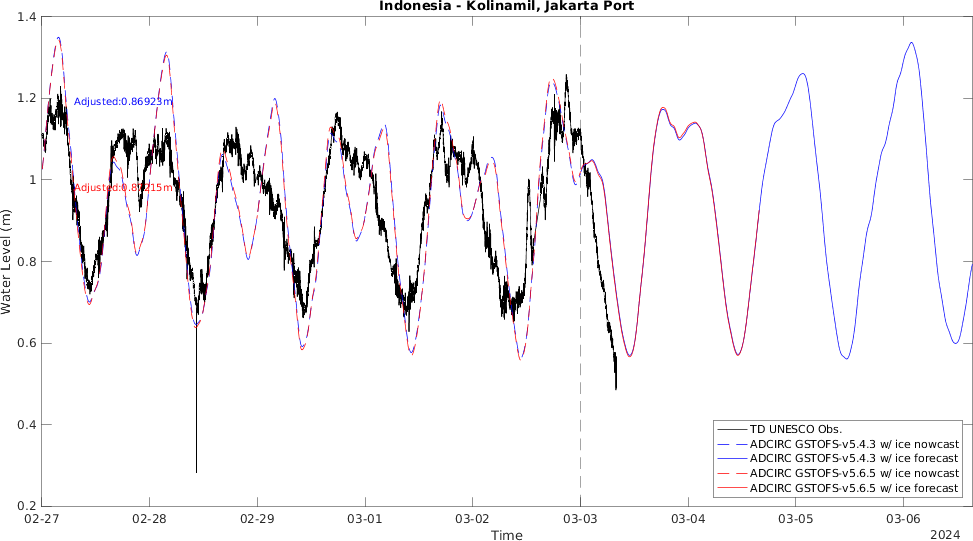 Indonesia - Kolinamil, Jakarta Port
1.4
1.2
1
0.8
0.6
0.4
0.2
Water Level (m)
Adjusted:0.86923m
02-27
02-28
02-29
03-01
03-02
03-03
03-04
03-05
03-06
2024
Time
TD UNESCO Obs.
ADCIRC GSTOFS-v5.4.3 w/ ice nowcast
ADCIRC GSTOFS-v5.4.3 w/ ice forecast
ADCIRC GSTOFS-v5.6.5 w/ ice nowcast
ADCIRC GSTOFS-v5.6.5 w/ ice forecast